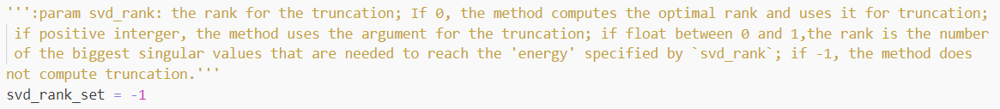 ''':param svd_rank: the rank for the truncation; If 0, the method computes the optimal rank and uses it for truncation;
if positive interger, the method uses the argument for the truncation; if float between 0 and 1,the rank is the number
of the biggest singular values that are needed to reach the 'energy' specified by `svd_rank`; if -1, the method does
not compute truncation.'''
svd_rank_set = -1